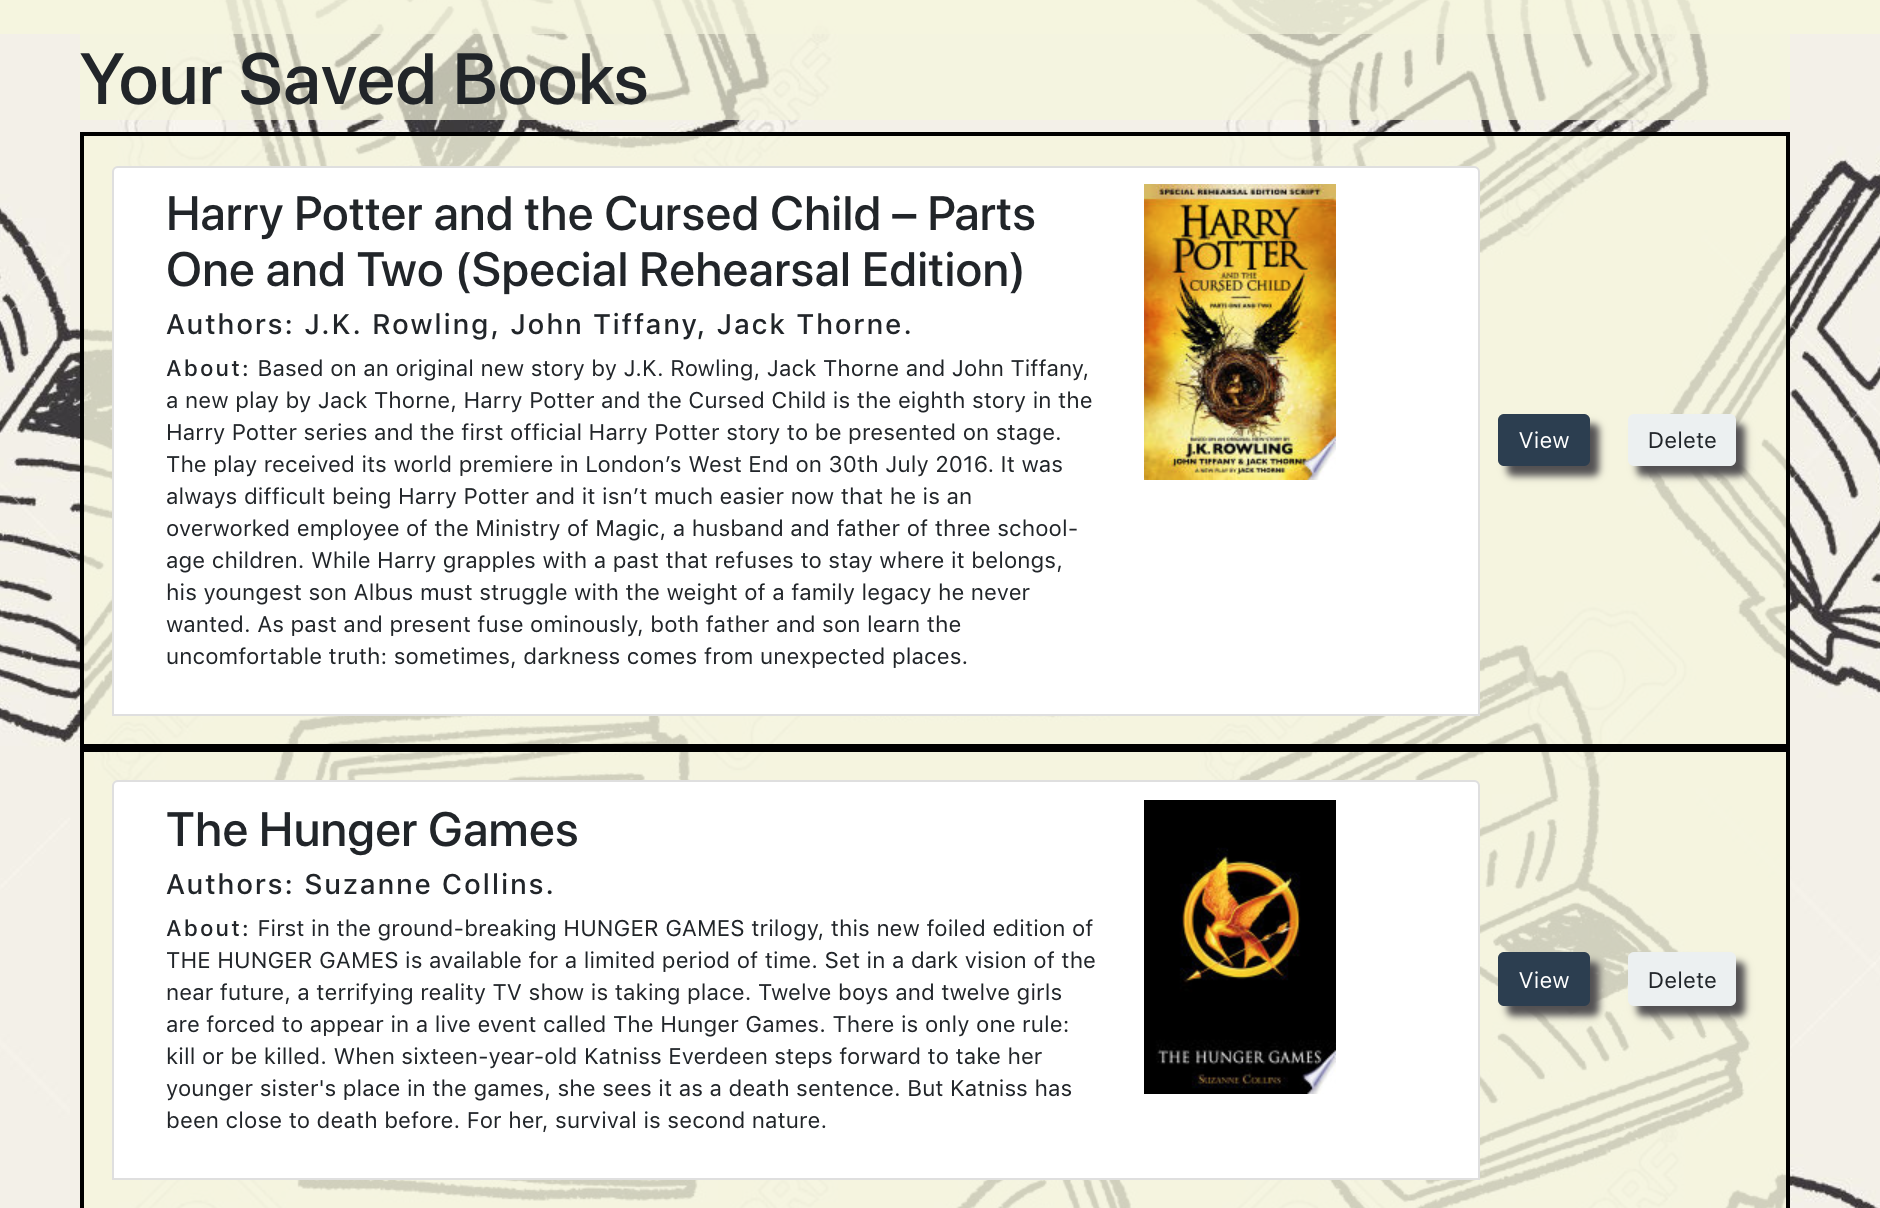 Your Saved Books
Harry Potter and the Cursed Child – Parts
One and Two (Special Rehearsal Edition)
Authors: J.K. Rowling, John Tiffany, Jack Thorne.
About: Based on an original new story by J.K. Rowling, Jack Thorne and John Tiffany,
a new play by Jack Thorne, Harry Potter and the Cursed Child is the eighth story in the
Harry Potter series and the first official Harry Potter story to be presented on stage.
The play received its world premiere in London’s West End on 30th July 2016. It was
always difficult being Harry Potter and it isn’t much easier now that he is an
overworked employee of the Ministry of Magic, a husband and father of three school-
age children. While Harry grapples with a past that refuses to stay where it belongs,
his youngest son Albus must struggle with the weight of a family legacy he never
wanted. As past and present fuse ominously, both father and son learn the
uncomfortable truth: sometimes, darkness comes from unexpected places.
SPECIAL REHEARSAL EDITION SCRIPT
HARRY
POTTER
AND THE
CURSED CHILD
PARTS ONE AND TWO
BASED ON AN ORIGINAL NEW STORY BY
J.K. ROWLING
JOHN TIFFANY & JACK THORNE
A NEW PLAY BY JACK THORNE
View
Delete
The Hunger Games
Authors: Suzanne Collins.
About: First in the ground-breaking HUNGER GAMES trilogy, this new foiled edition of
THE HUNGER GAMES is available for a limited period of time. Set in a dark vision of the
near future, a terrifying reality TV show is taking place. Twelve boys and twelve girls
are forced to appear in a live event called The Hunger Games. There is only one rule:
kill or be killed. When sixteen-year-old Katniss Everdeen steps forward to take her
younger sister's place in the games, she sees it as a death sentence. But Katniss has
been close to death before. For her, survival is second nature.
THE HUNGER GAMES
SUZANNE COLLINS
View
Delete